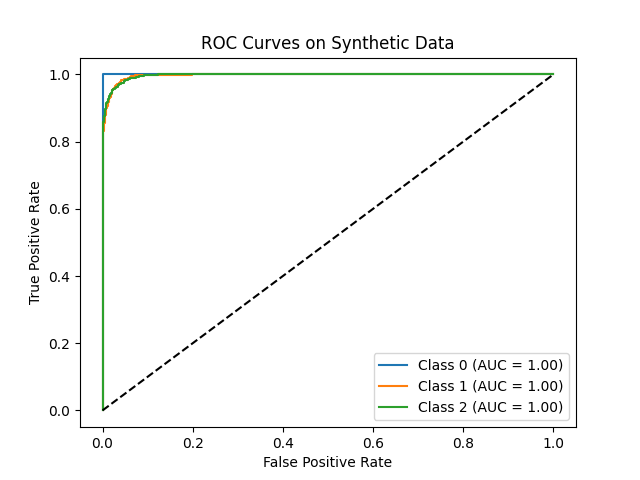 ROC Curves on Synthetic Data
True Positive Rate
1.0
0.8
0.6
0.4
0.2
0.0
Class 0 (AUC = 1.00)
Class 1 (AUC = 1.00)
Class 2 (AUC = 1.00)
0.0 0.2 0.4 0.6 0.8 1.0
False Positive Rate